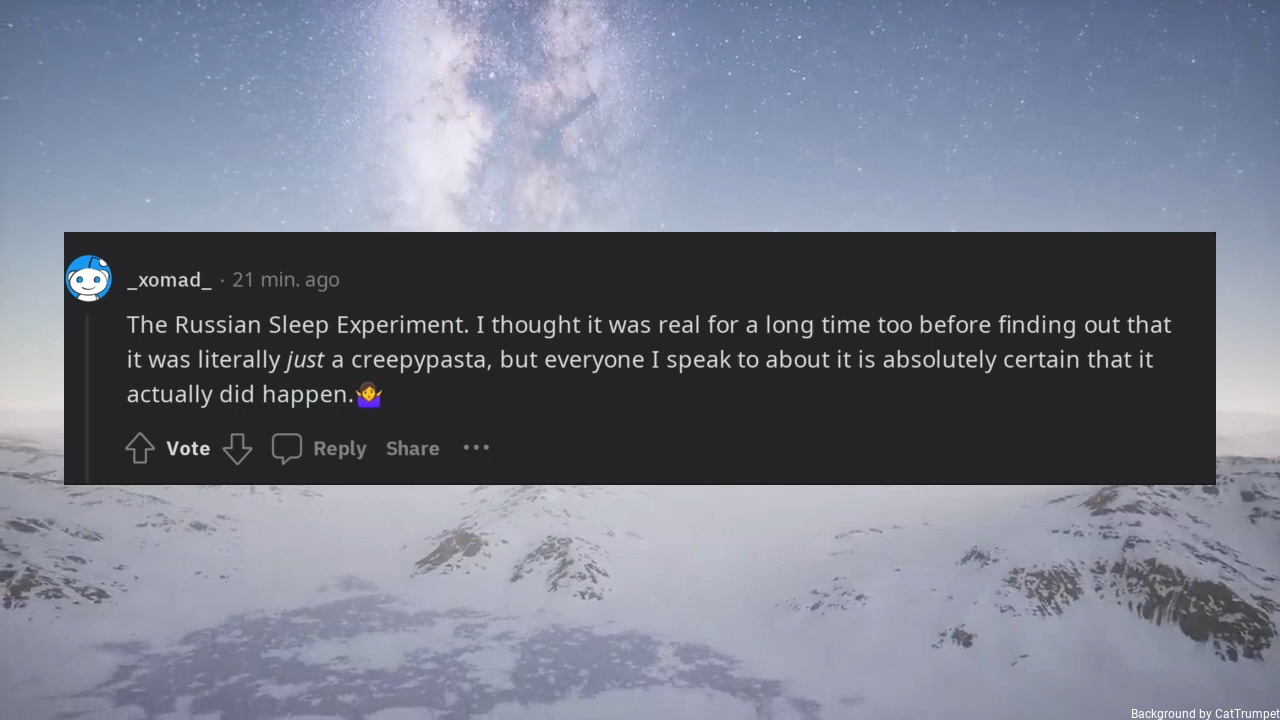 _xomad_ · 21 min. ago
The Russian Sleep Experiment. I thought it was real for a long time too before finding out that
it was literally just a creepypasta, but everyone I speak to about it is absolutely certain that it
actually did happen.🤷‍♀️
Vote Reply Share ···
Background by CatTrumpet